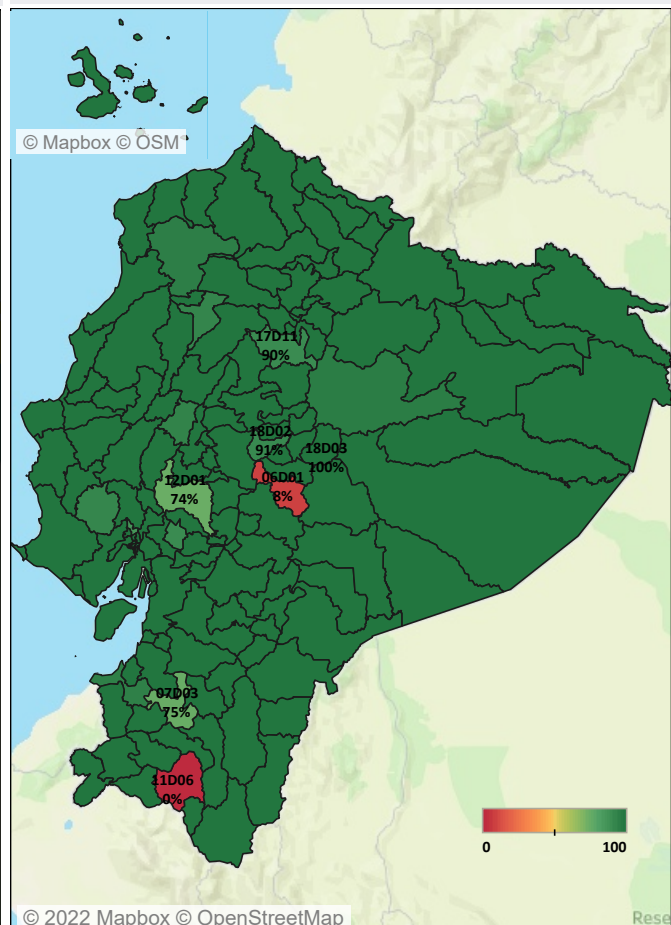 © Mapbox © OSM
17D11
90%
18D02
91%
18D03
100%
12D01
74%
06D01
8%
07D03
75%
11D06
0%
0
100
© 2022 Mapbox © OpenStreetMap
Rese